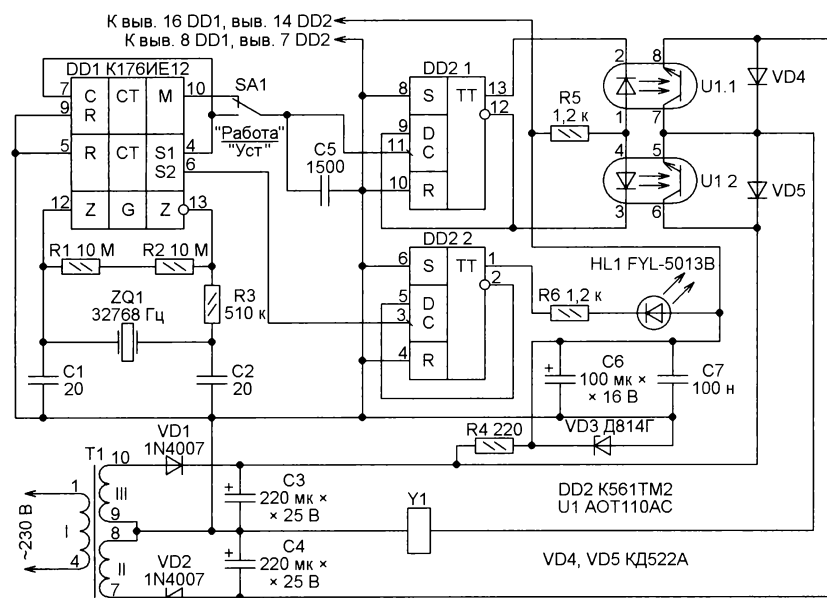 К выв. 16 DD1, выв. 14 DD2
К выв. 8 DD1, выв. 7 DD2
DD1 К176ИЕ12
7 C CT M 10
9 R
5 R CT S1 4
S2 6
12 Z G Z 13
SA1
"Работа"
"Уст"
C5
1500
DD2 1
8 S TT 13
12
9 D
11 C
10 R
R5
1,2 к
2 8
U1.1
1 7
4 5
U1 2
3 6
VD4
VD5
R1 10 М R2 10 М
ZQ1
32768 Гц
R3
510 к
C1
20
C2
20
DD2 2
6 S TT 1
2
5 D
3 C
4 R
HL1 FYL-5013В
R6 1,2 к
C6
100 мк ×
× 16 В
C7
100 н
R4 220
VD3 Д814Г
VD1
1N4007
T1 10
1 III
9
~230 В I
8
4 II
7
C3
220 мк ×
× 25 В
Y1
C4
220 мк ×
× 25 В
VD2
1N4007
DD2 К561ТМ2
U1 АОТ110АС
VD4, VD5 КД522А